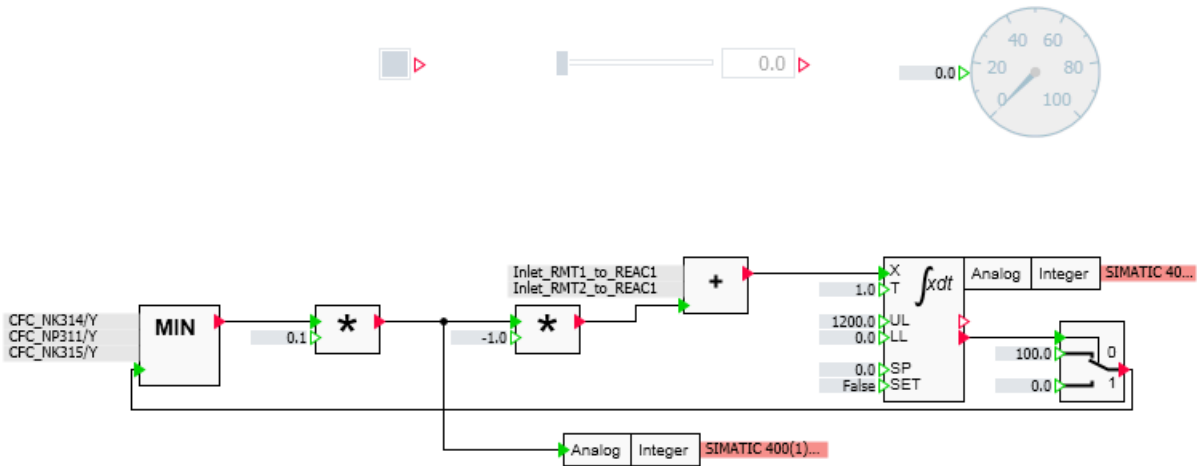 0.0
0.0
0
20
40
60
80
100
Inlet_RMT1_to_REAC1
Inlet_RMT2_to_REAC1
+
X
T
UL
LL
SP
SET
∫xdt
1.0
1200.0
0.0
0.0
False
Analog
Integer
SIMATIC 40...
CFC_NK314/Y
CFC_NP311/Y
CFC_NK315/Y
MIN
0.1
*
-1.0
*
100.0
0.0
0
1
Analog
Integer
SIMATIC 400(1)...